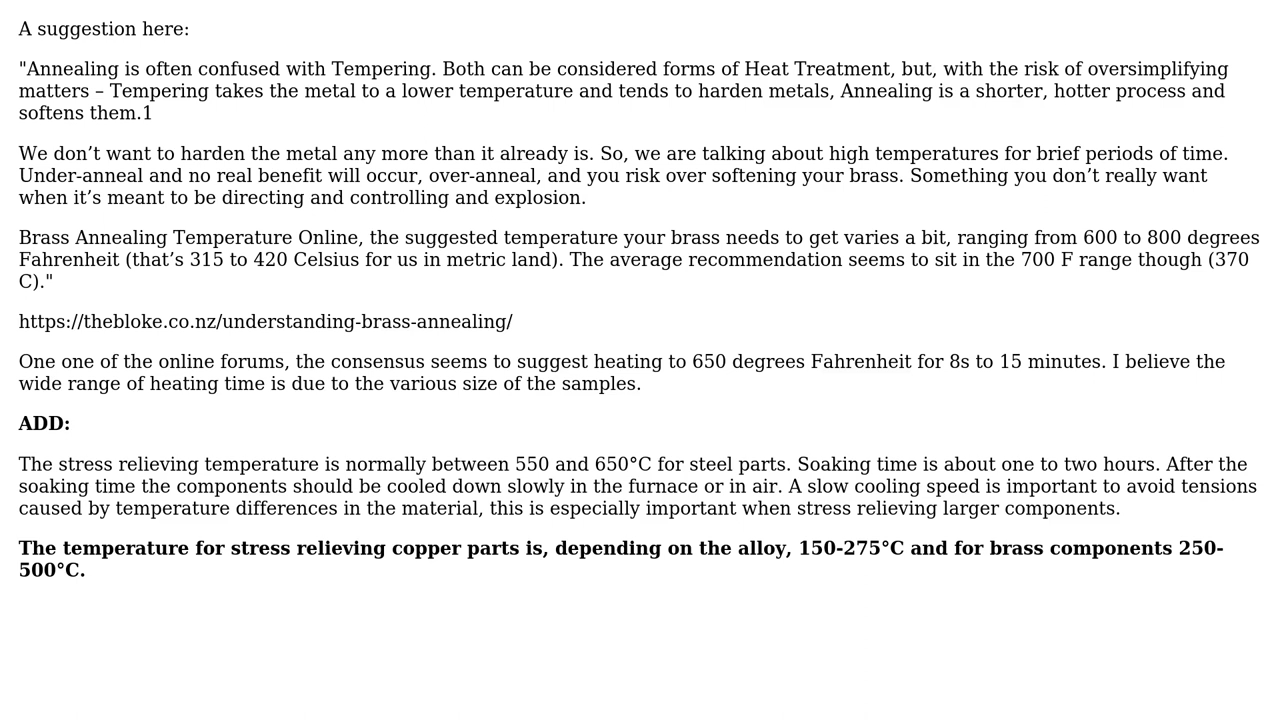 A suggestion here:
"Annealing is often confused with Tempering. Both can be considered forms of Heat Treatment, but, with the risk of oversimplifying
matters – Tempering takes the metal to a lower temperature and tends to harden metals, Annealing is a shorter, hotter process and
softens them.1
We don’t want to harden the metal any more than it already is. So, we are talking about high temperatures for brief periods of time.
Under-anneal and no real benefit will occur, over-anneal, and you risk over softening your brass. Something you don’t really want
when it’s meant to be directing and controlling and explosion.
Brass Annealing Temperature Online, the suggested temperature your brass needs to get varies a bit, ranging from 600 to 800 degrees
Fahrenheit (that’s 315 to 420 Celsius for us in metric land). The average recommendation seems to sit in the 700 F range though (370
C)."
https://thebloke.co.nz/understanding-brass-annealing/
One one of the online forums, the consensus seems to suggest heating to 650 degrees Fahrenheit for 8s to 15 minutes. I believe the
wide range of heating time is due to the various size of the samples.
ADD:
The stress relieving temperature is normally between 550 and 650°C for steel parts. Soaking time is about one to two hours. After the
soaking time the components should be cooled down slowly in the furnace or in air. A slow cooling speed is important to avoid tensions
caused by temperature differences in the material, this is especially important when stress relieving larger components.
The temperature for stress relieving copper parts is, depending on the alloy, 150-275°C and for brass components 250-
500°C.